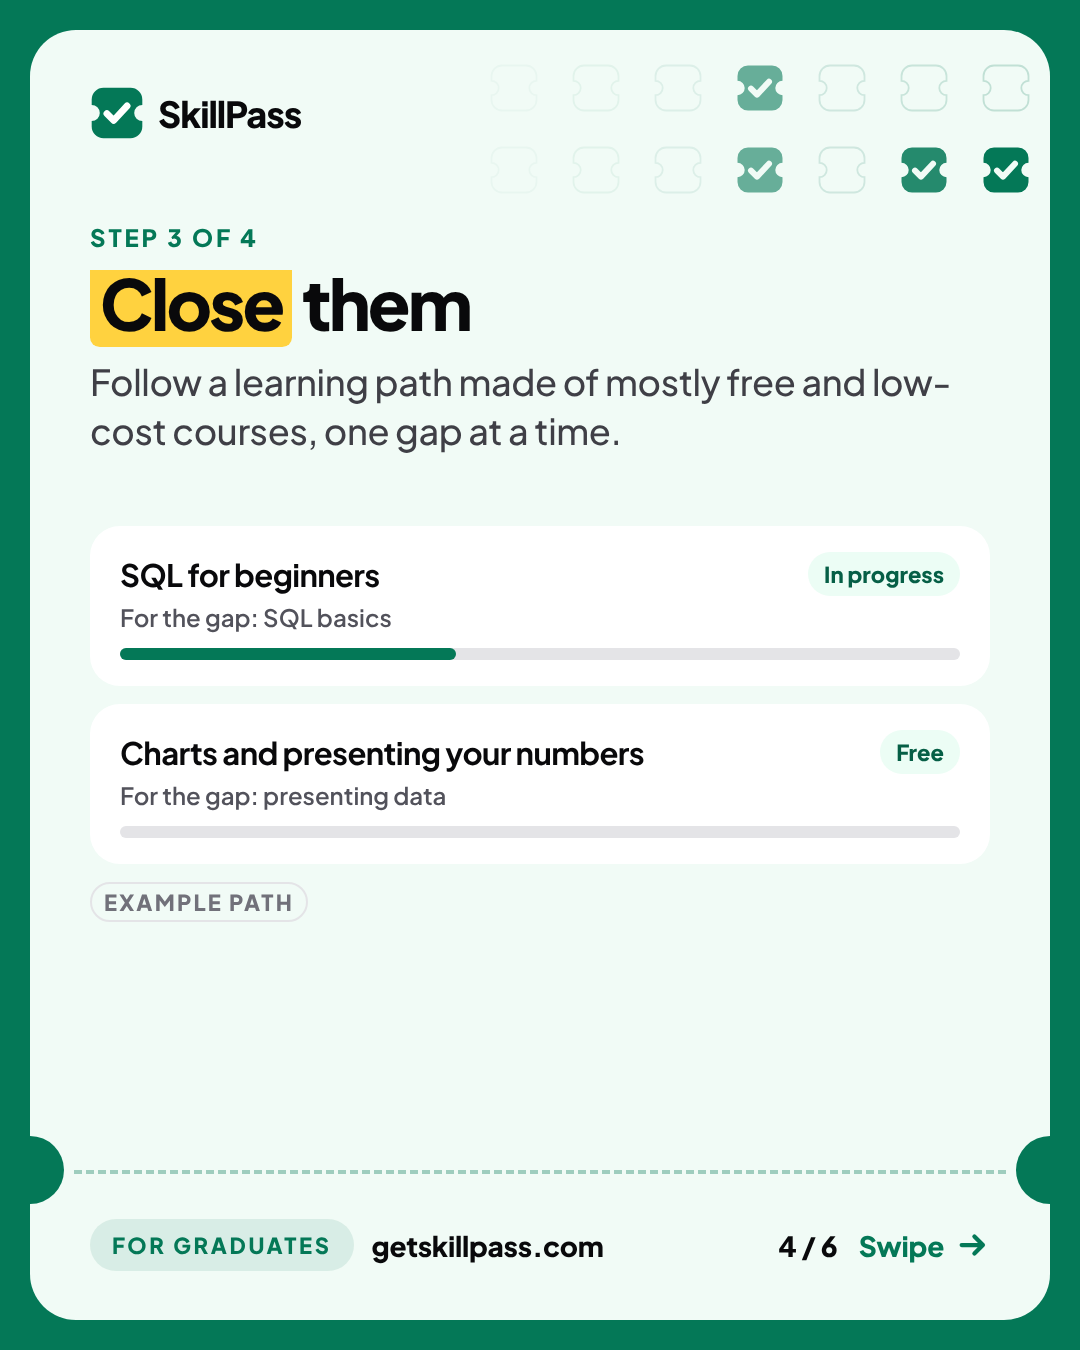 SkillPass
STEP 3 OF 4
Close them
Follow a learning path made of mostly free and low-
cost courses, one gap at a time.
SQL for beginners
In progress
For the gap: SQL basics
Charts and presenting your numbers
Free
For the gap: presenting data
EXAMPLE PATH
FOR GRADUATES getskillpass.com 4 / 6 Swipe →